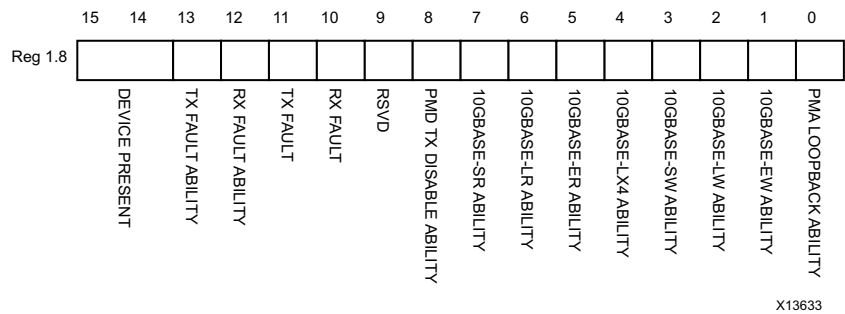 15 14 13 12 11 10 9 8 7 6 5 4 3 2 1 0
Reg 1.8
DEVICE PRESENT
TX FAULT ABILITY
RX FAULT ABILITY
TX FAULT
RX FAULT
RSVD
PMD TX DISABLE ABILITY
10GBASE-SR ABILITY
10GBASE-LR ABILITY
10GBASE-ER ABILITY
10GBASE-LX4 ABILITY
10GBASE-SW ABILITY
10GBASE-LW ABILITY
10GBASE-EW ABILITY
PMA LOOPBACK ABILITY
X13633